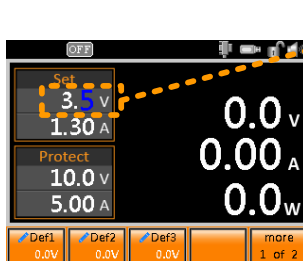 OFF
Set
3.5 V
1.30 A
Protect
10.0 V
5.00 A
0.0 V
0.00 A
0.0 W
Def1 Def2 Def3 more
0.0V 0.0V 0.0V 1 of 2